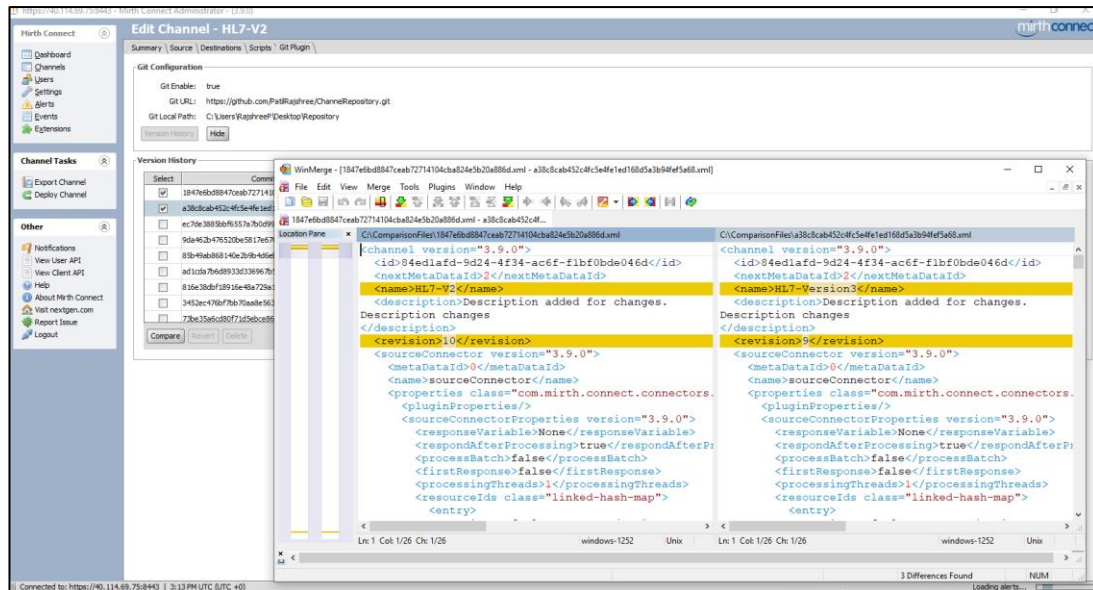 https://40.114.69.75:8443 - Mirth Connect Administrator - (3.9.0)
Mirth Connect
Dashboard
Channels
Users
Settings
Alerts
Events
Extensions
Channel Tasks
Export Channel
Deploy Channel
Other
Notifications
View User API
View Client API
Help
About Mirth Connect
Visit nextgen.com
Report Issue
Logout
Edit Channel - HL7-V2
mirth connec
Summary Source Destinations Scripts Git Plugin
Git Configuration
Git Enable: true
Git URL: https://github.com/PatilRajshree/ChannelRepository.git
Git Local Path: C:\Users\RajshreeP\Desktop\Repository
Version History Hide
Version History
Select Commi
1847e6bd8847ceab7271410
a38c8cab452c4fc5e4fe1ed1
ec7de3885bbf6557a7b0d99
9da462b476520be5817e67
85b49ab868140e2b9b4d6e
ad1cda7b6d8933d336967b
816e38dbf18916e48a729a
3452ec476bf7bb70aa8e563
73be35a6cd80f71d5ebce86
Compare Revert Delete
WinMerge - [1847e6bd8847ceab72714104cba824e5b20a886d.xml - a38c8cab452c4fc5e4fe1ed168d5a3b94fef5a68.xml]
File Edit View Merge Tools Plugins Window Help
1847e6bd8847ceab72714104cba824e5b20a886d.xml - a38c8cab452c4f...
Location Pane x
C:\ComparisonFiles\1847e6bd8847ceab72714104cba824e5b20a886d.xml
<channel version="3.9.0">
<id>84ed1afd-9d24-4f34-ac6f-f1bf0bde046d</id>
<nextMetaDataId>2</nextMetaDataId>
<name>HL7-V2</name>
<description>Description added for changes.
Description changes
</description>
<revision>10</revision>
<sourceConnector version="3.9.0">
<metaDataId>0</metaDataId>
<name>sourceConnector</name>
<properties class="com.mirth.connect.connectors.
<pluginProperties/>
<sourceConnectorProperties version="3.9.0">
<responseVariable>None</responseVariable>
<respondAfterProcessing>true</respondAfterP
<processBatch>false</processBatch>
<firstResponse>false</firstResponse>
<processingThreads>1</processingThreads>
<resourceIds class="linked-hash-map">
<entry>
Ln: 1 Col: 1/26 Ch: 1/26 windows-1252 Unix
C:\ComparisonFiles\a38c8cab452c4fc5e4fe1ed168d5a3b94fef5a68.xml
<channel version="3.9.0">
<id>84ed1afd-9d24-4f34-ac6f-f1bf0bde046d</id>
<nextMetaDataId>2</nextMetaDataId>
<name>HL7-Version3</name>
<description>Description added for changes.
Description changes
</description>
<revision>9</revision>
<sourceConnector version="3.9.0">
<metaDataId>0</metaDataId>
<name>sourceConnector</name>
<properties class="com.mirth.connect.connectors.
<pluginProperties/>
<sourceConnectorProperties version="3.9.0">
<responseVariable>None</responseVariable>
<respondAfterProcessing>true</respondAfterPr
<processBatch>false</processBatch>
<firstResponse>false</firstResponse>
<processingThreads>1</processingThreads>
<resourceIds class="linked-hash-map">
<entry>
Ln: 1 Col: 1/26 Ch: 1/26 windows-1252 Unix
3 Differences Found NUM
Connected to: https://40.114.69.75:8443 | 3:13 PM UTC (UTC +0)
Loading alerts...